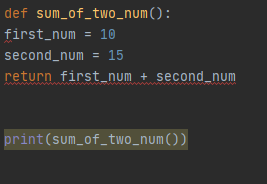 def sum_of_two_num():
first_num = 10
second_num = 15
return first_num + second_num
print(sum_of_two_num())